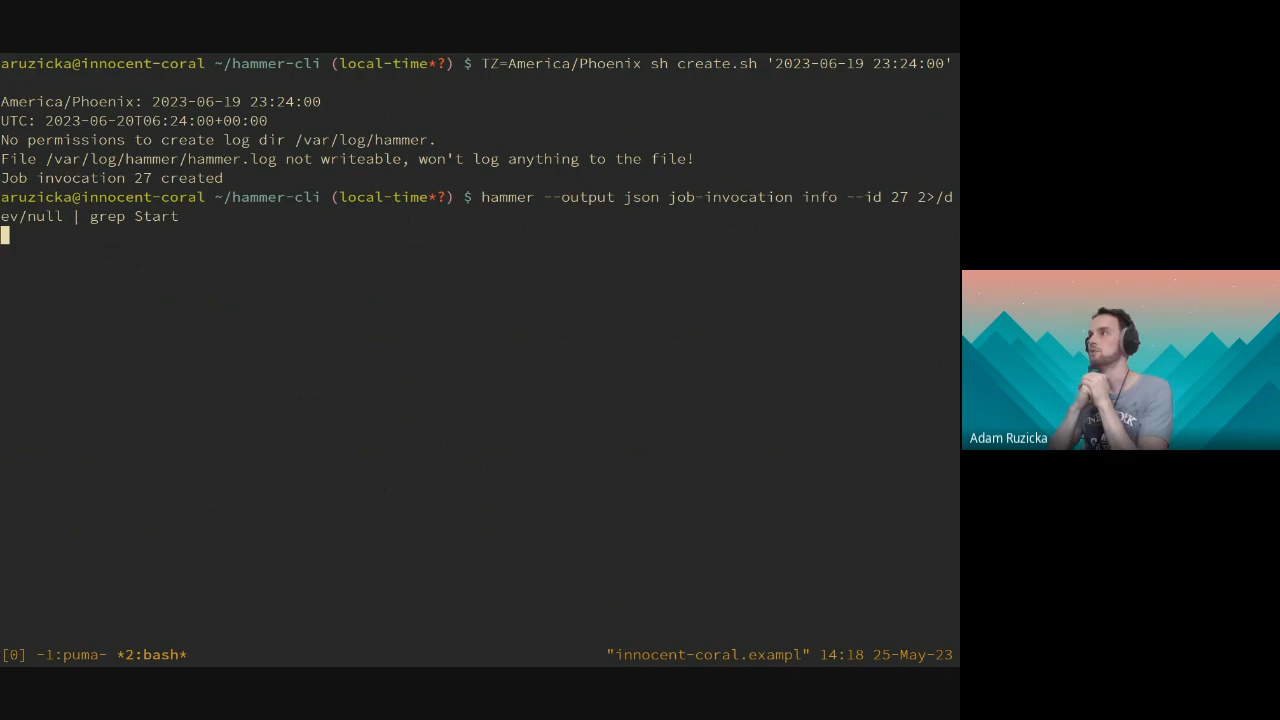 aruzicka@innocent-coral ~/hammer-cli (local-time*?) $ TZ=America/Phoenix sh create.sh '2023-06-19 23:24:00'
America/Phoenix: 2023-06-19 23:24:00
UTC: 2023-06-20T06:24:00+00:00
No permissions to create log dir /var/log/hammer.
File /var/log/hammer/hammer.log not writeable, won't log anything to the file!
Job invocation 27 created
aruzicka@innocent-coral ~/hammer-cli (local-time*?) $ hammer --output json job-invocation info --id 27 2>/d
ev/null | grep Start
Adam Ruzicka
[0] -1:puma- *2:bash* "innocent-coral.exampl" 14:18 25-May-23